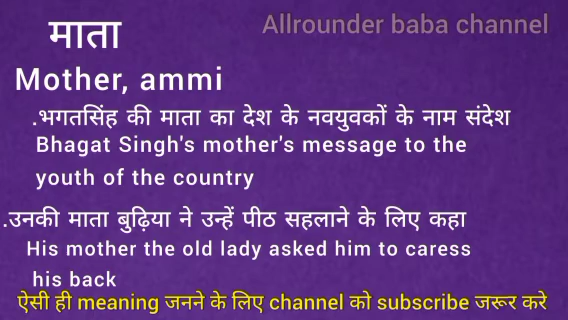 माता
Allrounder baba channel
Mother, ammi
.भगतसिंह की माता का देश के नवयुवकों के नाम संदेश
Bhagat Singh's mother's message to the
youth of the country
.उनकी माता बुढ़िया ने उन्हें पीठ सहलाने के लिए कहा
His mother the old lady asked him to caress
his back
ऐसी ही meaning जनने के लिए channel को subscribe जरूर करे